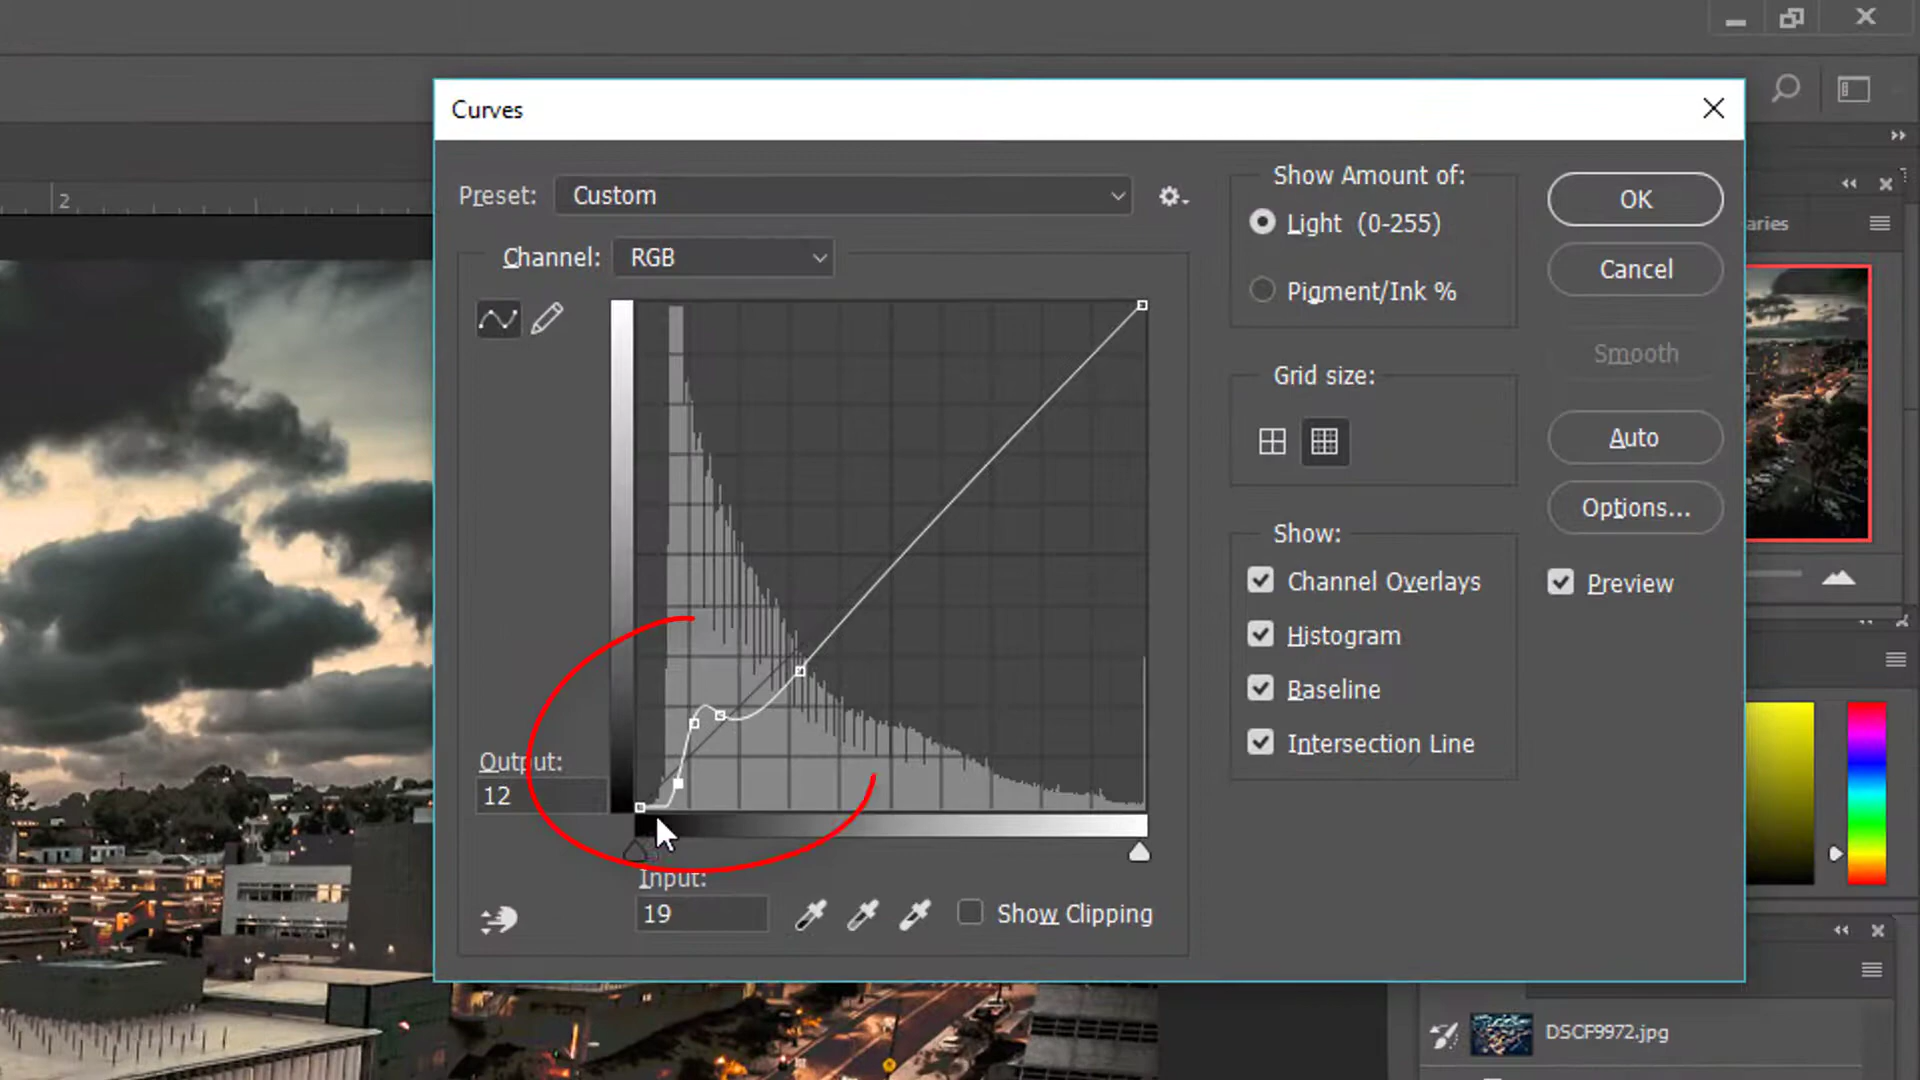 Curves
2
Preset:
Custom
Show Amount of:
Light (0-255)
Pigment/Ink %
OK
Cancel
Smooth
Auto
Options...
Preview
aries
Channel:
RGB
Grid size:
Show:
Channel Overlays
Histogram
Baseline
Intersection Line
Output:
12
Input:
19
Show Clipping
DSCF9972.jpg